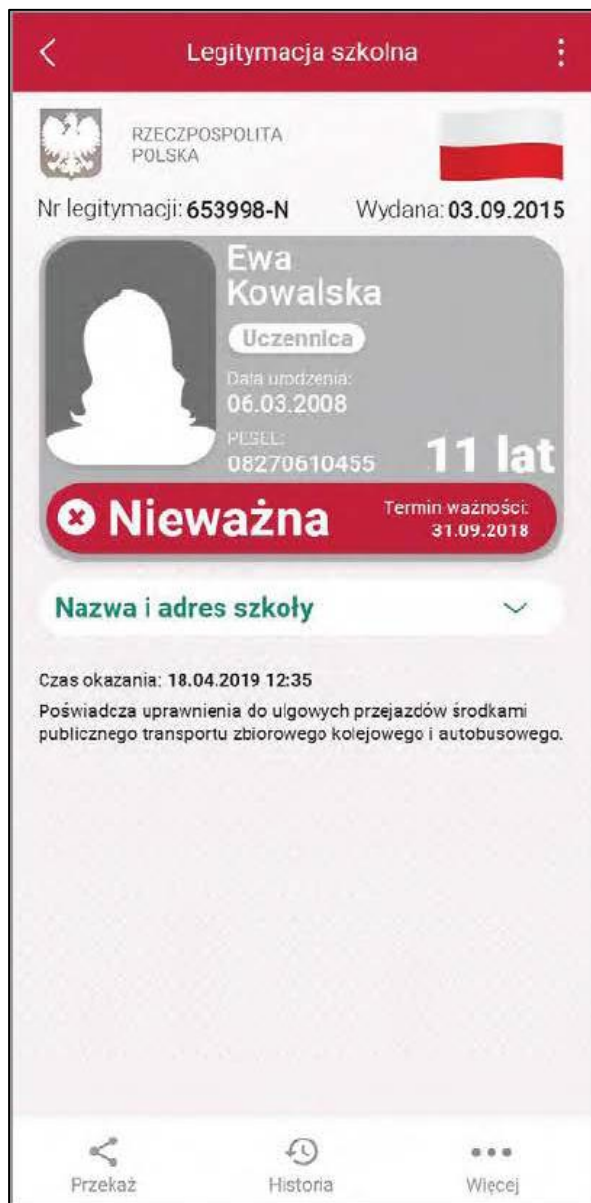 Legitymacja szkolna
RZECZPOSPOLITA
POLSKA
Nr legitymacji: 653998-N Wydana: 03.09.2015
Ewa
Kowalska
Uczennica
Data urodzenia:
06.03.2008
PESEL:
08270610455
11 lat
Nieważna
Termin ważności:
31.09.2018
Nazwa i adres szkoły
Czas okazania: 18.04.2019 12:35
Poświadcza uprawnienia do ulgowych przejazdów środkami
publicznego transportu zbiorowego kolejowego i autobusowego.
Przekaż Historia Więcej